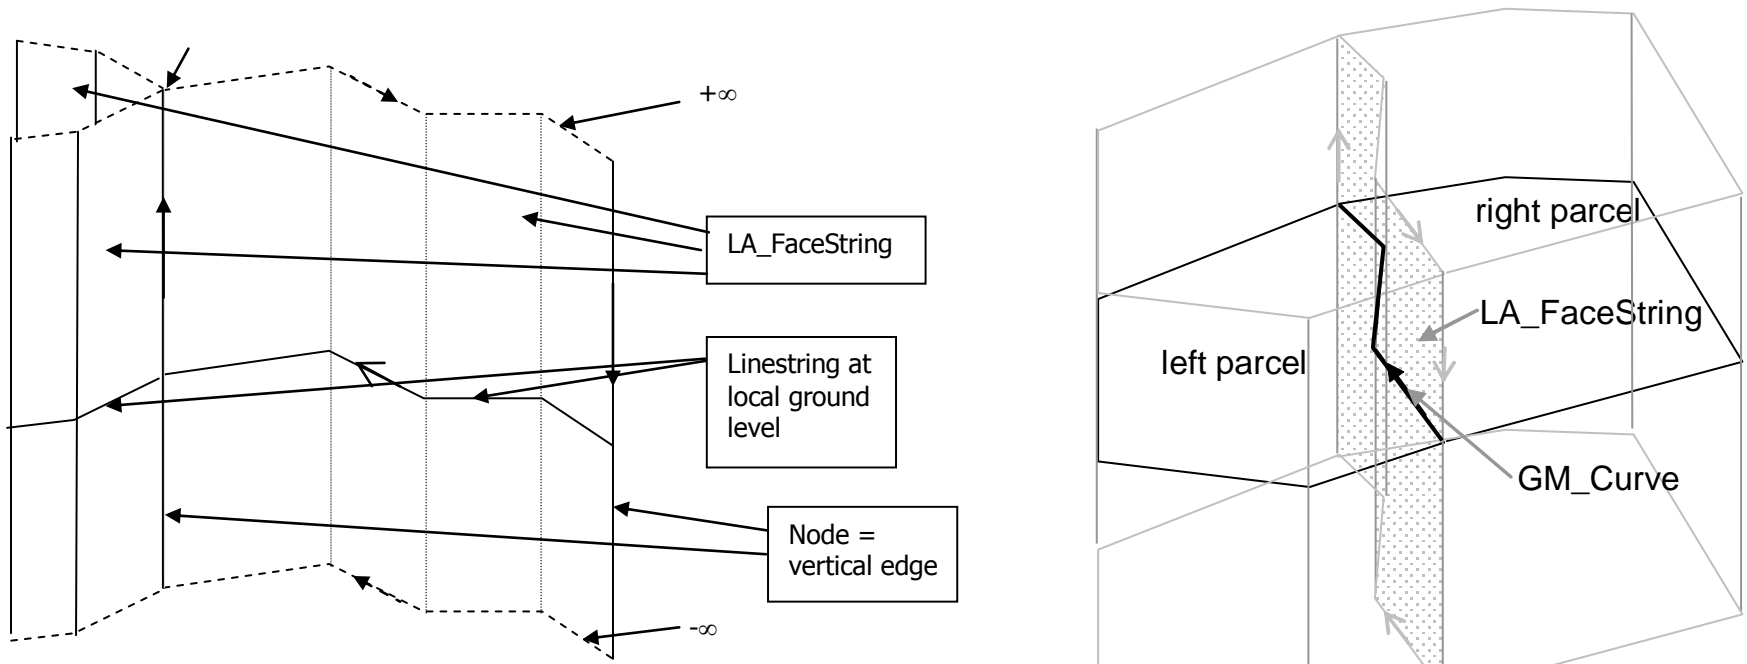 +∞
LA_FaceString
Linestring at
local ground
level
Node =
vertical edge
-∞
right parcel
LA_FaceString
left parcel
GM_Curve